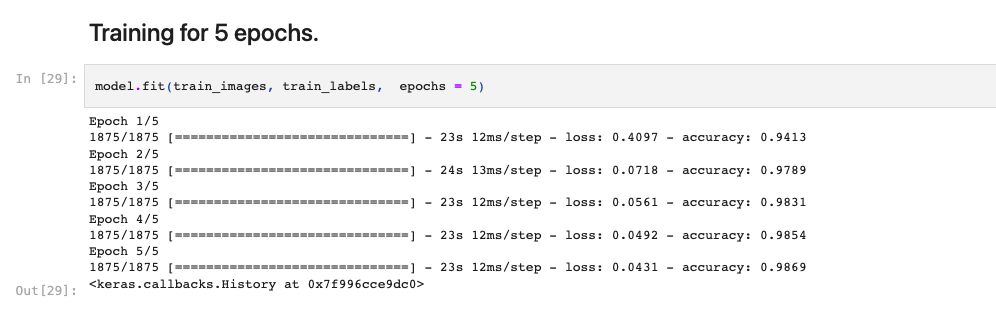 Training for 5 epochs.
In [29]: model.fit(train_images, train_labels,  epochs = 5)
Epoch 1/5
1875/1875 [==============================] - 23s 12ms/step - loss: 0.4097 - accuracy: 0.9413
Epoch 2/5
1875/1875 [==============================] - 24s 13ms/step - loss: 0.0718 - accuracy: 0.9789
Epoch 3/5
1875/1875 [==============================] - 23s 12ms/step - loss: 0.0561 - accuracy: 0.9831
Epoch 4/5
1875/1875 [==============================] - 23s 12ms/step - loss: 0.0492 - accuracy: 0.9854
Epoch 5/5
1875/1875 [==============================] - 23s 12ms/step - loss: 0.0431 - accuracy: 0.9869
Out[29]: <keras.callbacks.History at 0x7f996cce9dc0>